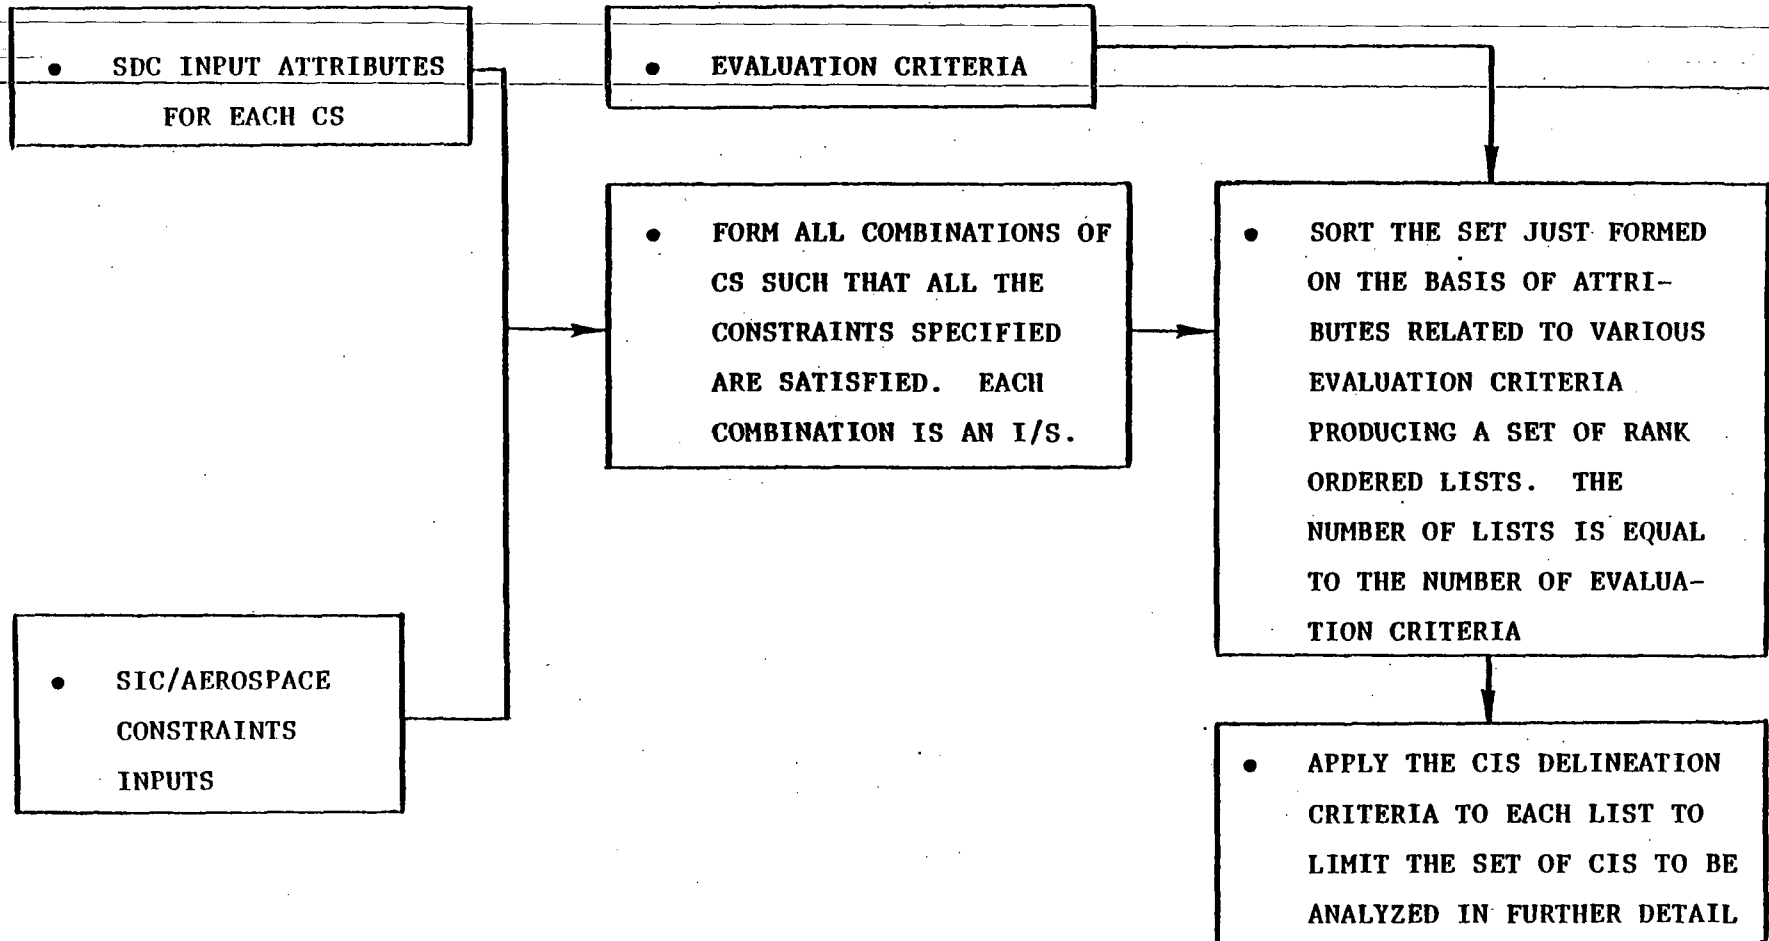 • SDC INPUT ATTRIBUTES
FOR EACH CS
• EVALUATION CRITERIA
• FORM ALL COMBINATIONS OF
CS SUCH THAT ALL THE
CONSTRAINTS SPECIFIED
ARE SATISFIED. EACH
COMBINATION IS AN I/S.
• SORT THE SET JUST FORMED
ON THE BASIS OF ATTRI-
BUTES RELATED TO VARIOUS
EVALUATION CRITERIA
PRODUCING A SET OF RANK
ORDERED LISTS. THE
NUMBER OF LISTS IS EQUAL
TO THE NUMBER OF EVALUA-
TION CRITERIA
• SIC/AEROSPACE
CONSTRAINTS
INPUTS
• APPLY THE CIS DELINEATION
CRITERIA TO EACH LIST TO
LIMIT THE SET OF CIS TO BE
ANALYZED IN FURTHER DETAIL